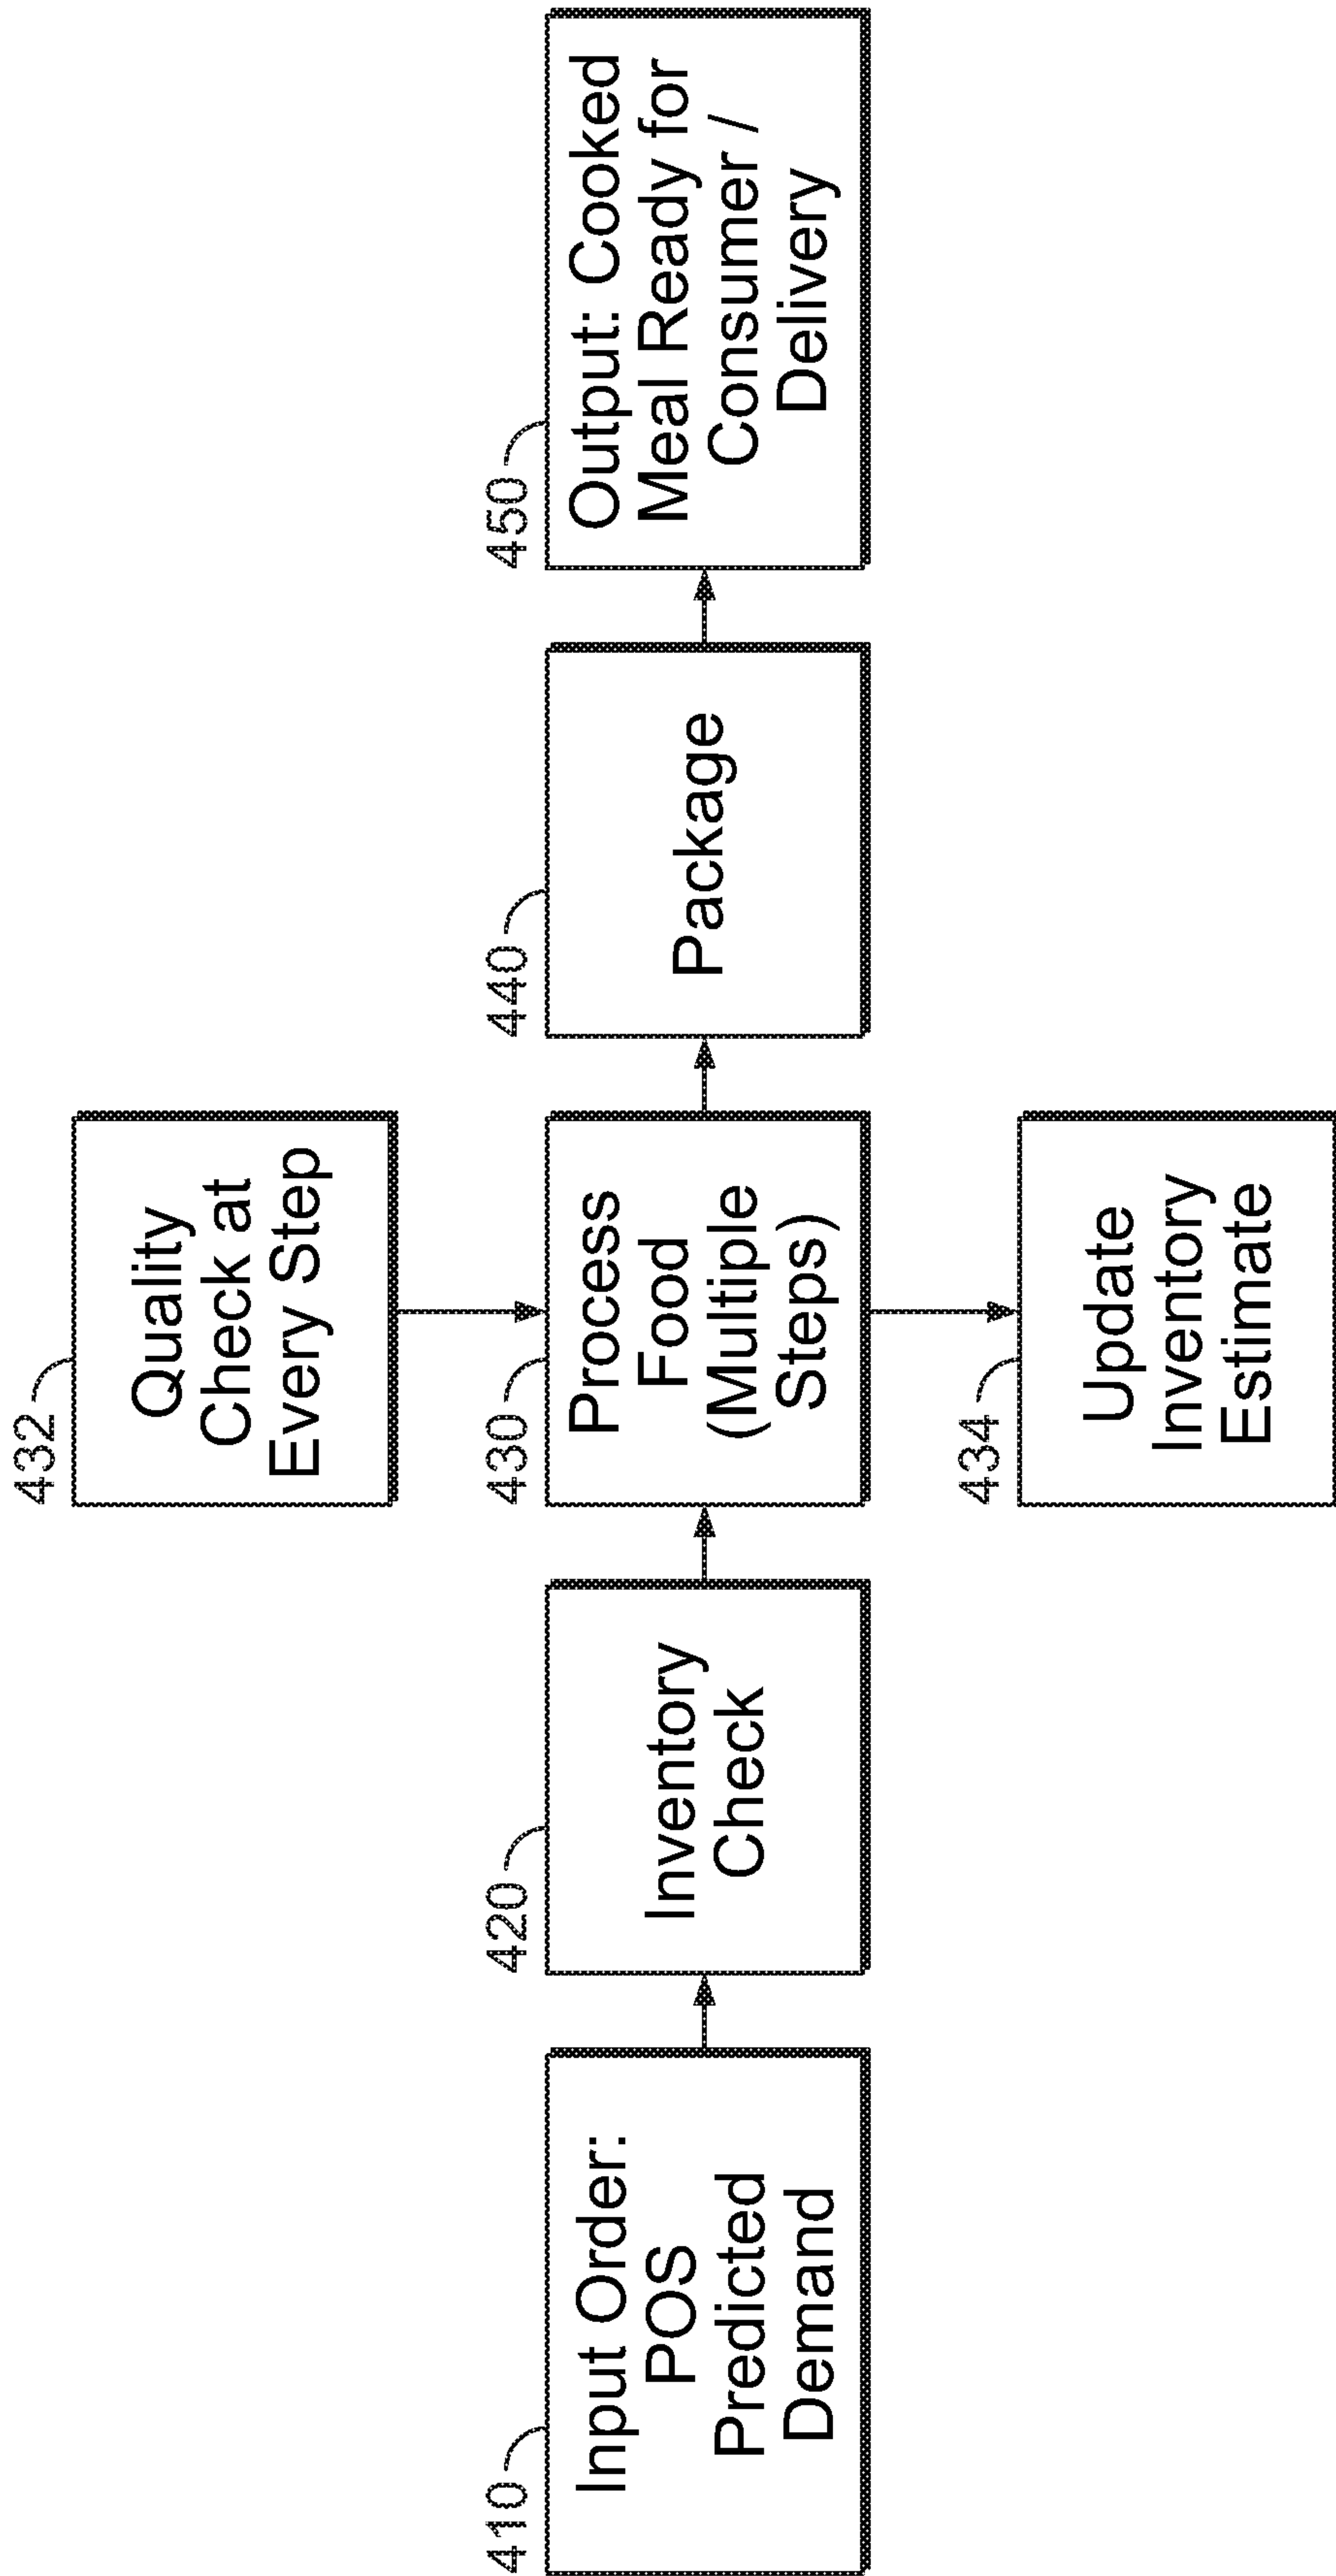 432
Quality
Check at
Every Step
410
Input Order:
POS
Predicted
Demand
420
Inventory
Check
430
Process
Food
(Multiple
Steps)
440
Package
450
Output: Cooked
Meal Ready for
Consumer /
Delivery
434
Update
Inventory
Estimate